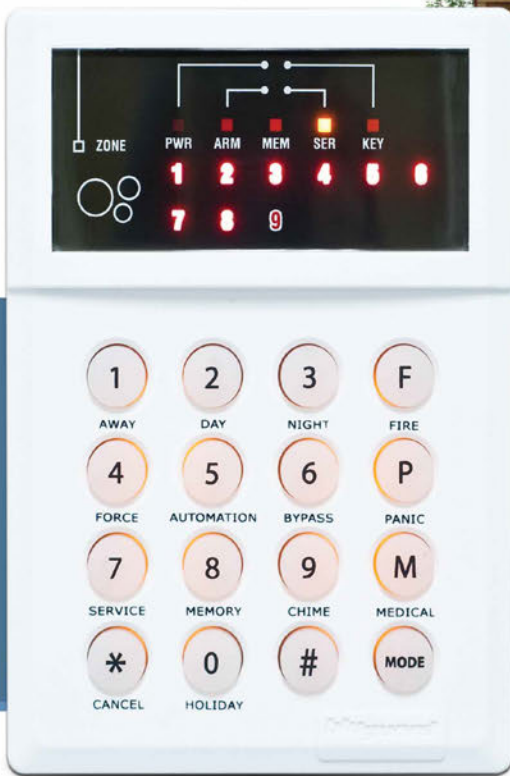 ZONE PWR ARM MEM SER KEY
1 2 3 4 5 6
7 8 9
1 2 3 F
AWAY DAY NIGHT FIRE
4 5 6 P
FORCE AUTOMATION BYPASS PANIC
7 8 9 M
SERVICE MEMORY CHIME MEDICAL
* 0 # MODE
CANCEL HOLIDAY